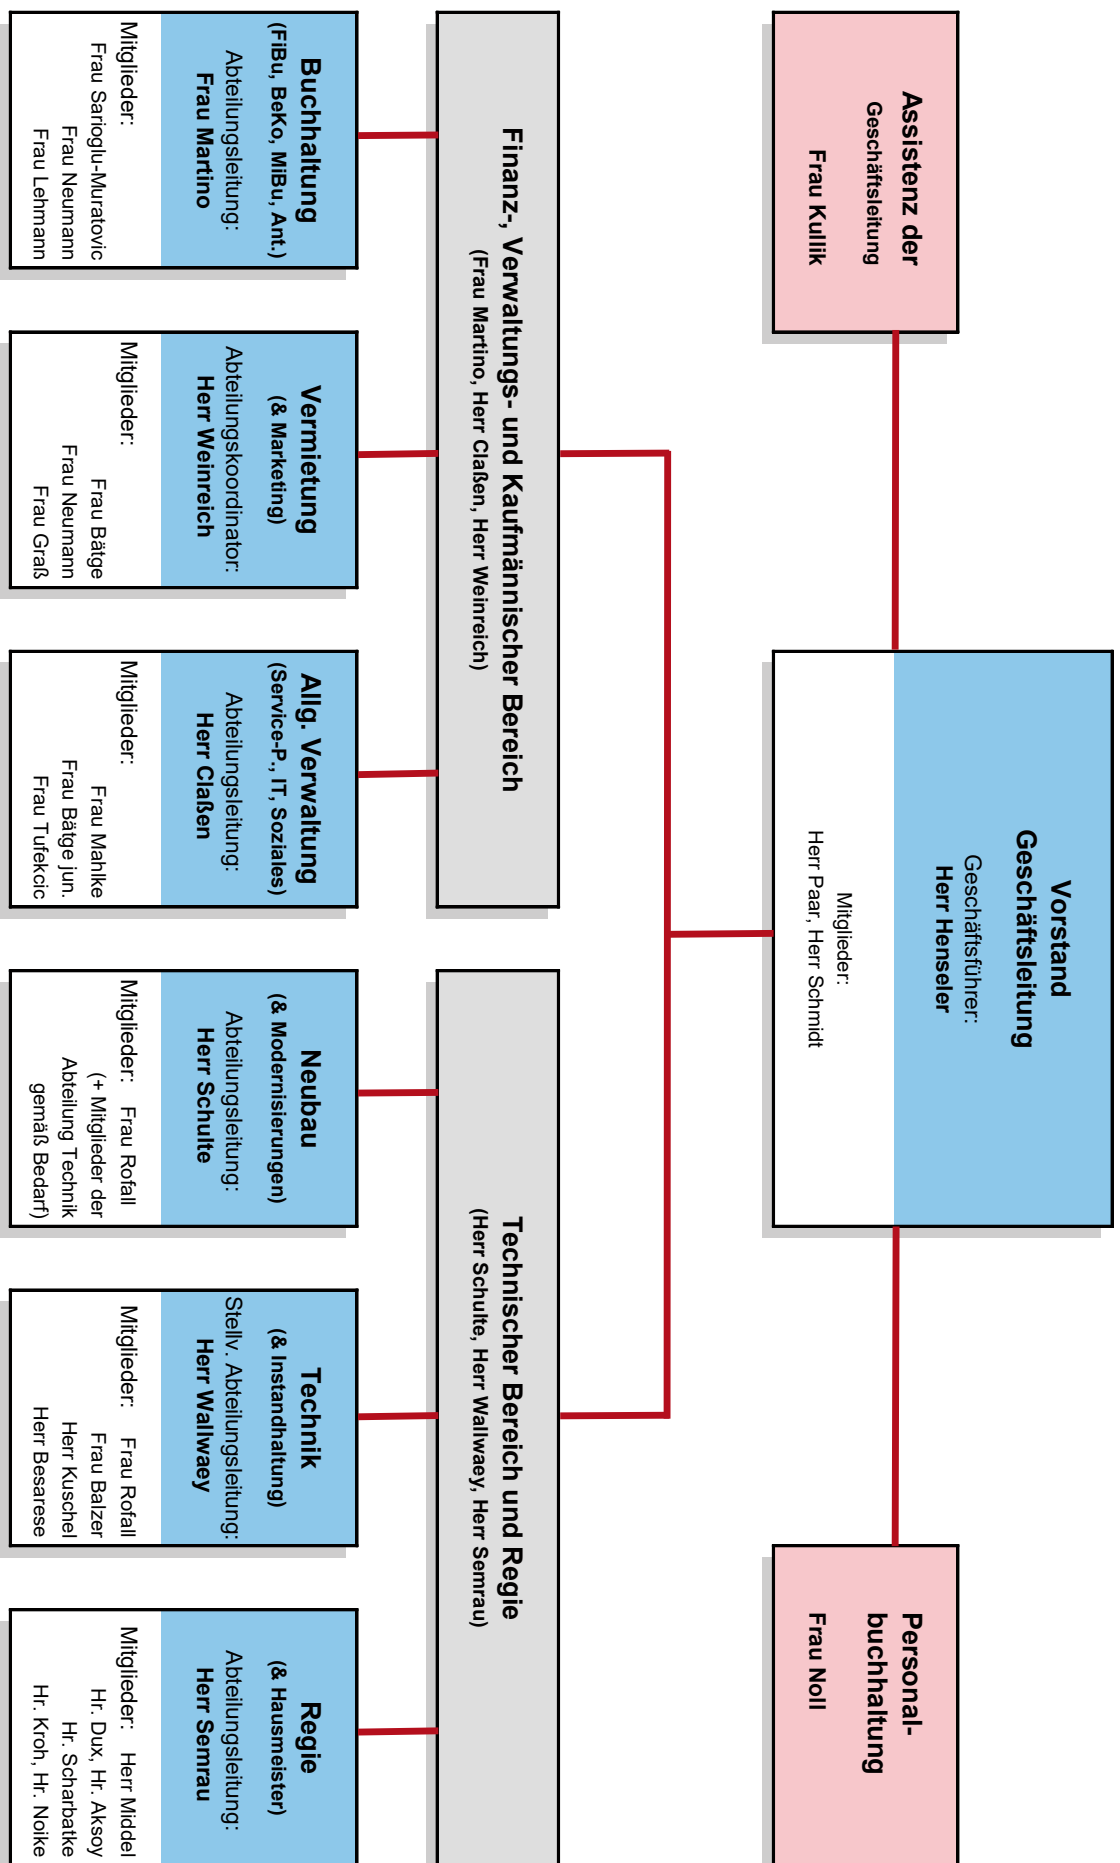 Assistenz der
Geschäftsleitung
Frau Kullik
Vorstand
Geschäftsleitung
Geschäftsführer:
Herr Henseler
Mitglieder:
Herr Paar, Herr Schmidt
Personal-
buchhaltung
Frau Noll
Finanz-, Verwaltungs- und Kaufmännischer Bereich
(Frau Martino, Herr Claßen, Herr Weinreich)
Technischer Bereich und Regie
(Herr Schulte, Herr Wallwaey, Herr Semrau)
Buchhaltung
(FiBu, BeKo, MiBu, Ant.)
Abteilungsleitung:
Frau Martino
Mitglieder:
Frau Sarioglu-Muratovic
Frau Neumann
Frau Lehmann
Vermietung
(& Marketing)
Abteilungskoordinator:
Herr Weinreich
Mitglieder:
Frau Bätge
Frau Neumann
Frau Graß
Allg. Verwaltung
(Service-P., IT, Soziales)
Abteilungsleitung:
Herr Claßen
Mitglieder:
Frau Mahlke
Frau Bätge jun.
Frau Tufekcic
Neubau
(& Modernisierungen)
Abteilungsleitung:
Herr Schulte
Mitglieder: Frau Rofall
(+ Mitglieder der
Abteilung Technik
gemäß Bedarf)
Technik
(& Instandhaltung)
Stellv. Abteilungsleitung:
Herr Wallwaey
Mitglieder: Frau Rofall
Frau Balzer
Herr Kuschel
Herr Besarese
Regie
(& Hausmeister)
Abteilungsleitung:
Herr Semrau
Mitglieder: Herr Middel
Hr. Dux, Hr. Aksoy
Hr. Scharbatke
Hr. Kroh, Hr. Noike